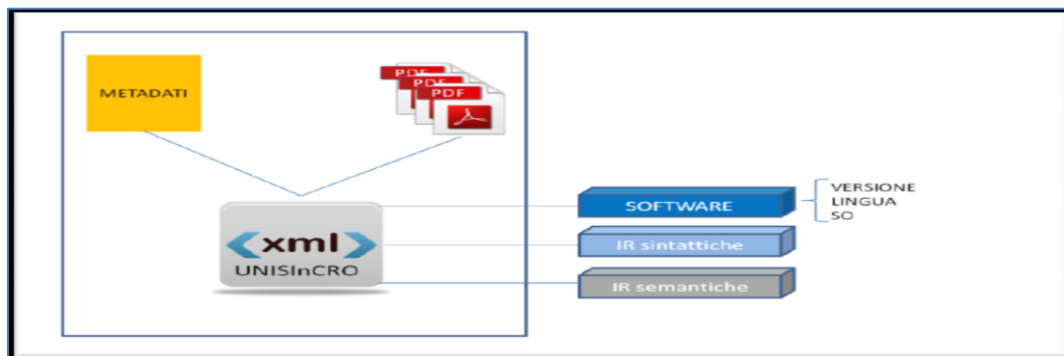 METADATI
PDF
PDF
PDF
<xml>
UNISInCRO
SOFTWARE
VERSIONE
LINGUA
SO
IR sintattiche
IR semantiche